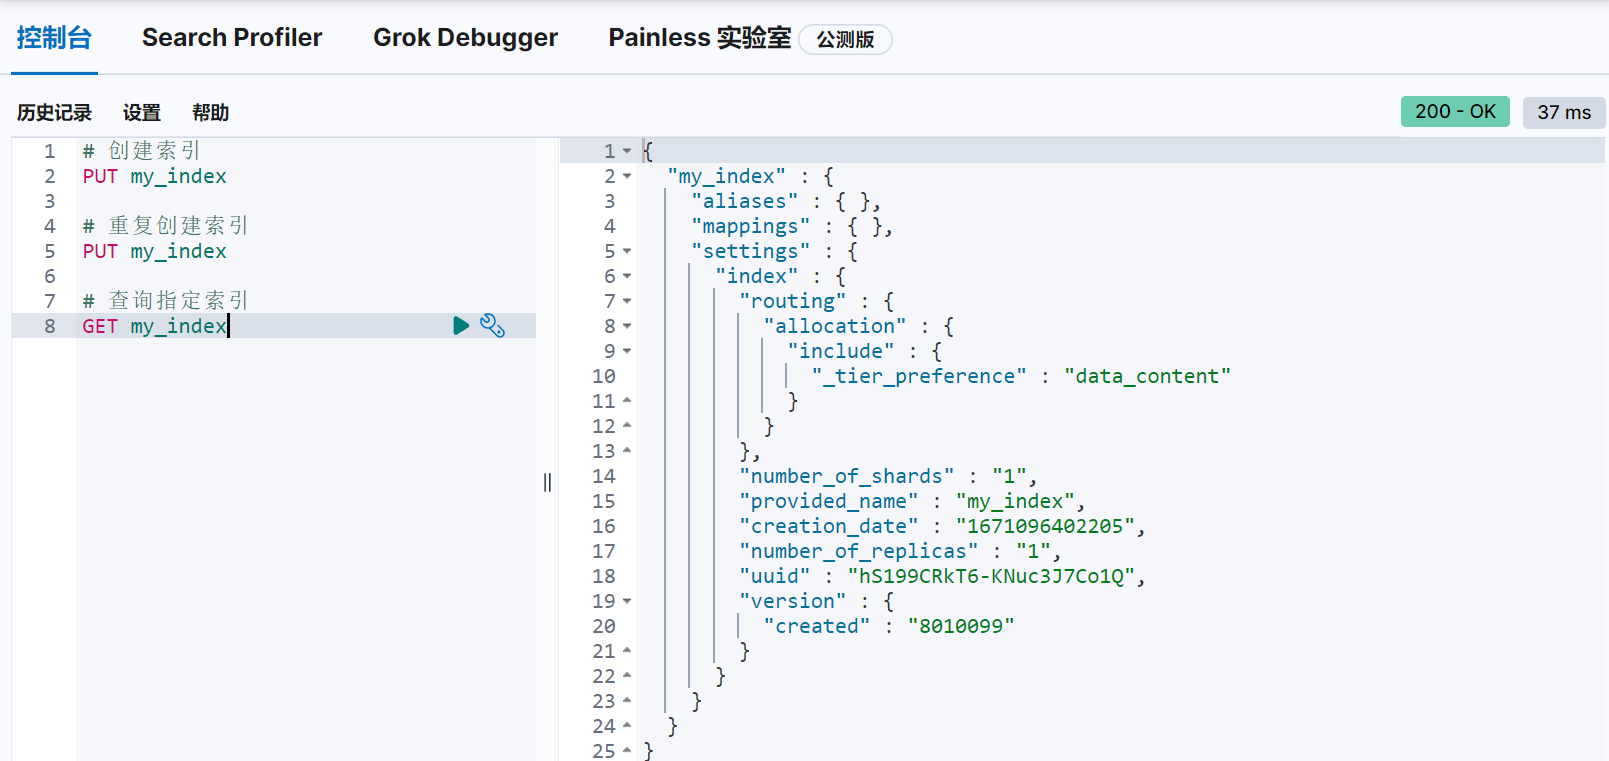 控制台 Search Profiler Grok Debugger Painless 实验室 公测版
历史记录 设置 帮助 200 - OK 37 ms
1 # 创建索引
2 PUT my_index
3
4 # 重复创建索引
5 PUT my_index
6
7 # 查询指定索引
8 GET my_index
1 {
2 "my_index" : {
3 "aliases" : { },
4 "mappings" : { },
5 "settings" : {
6 "index" : {
7 "routing" : {
8 "allocation" : {
9 "include" : {
10 "_tier_preference" : "data_content"
11 }
12 }
13 },
14 "number_of_shards" : "1",
15 "provided_name" : "my_index",
16 "creation_date" : "1671096402205",
17 "number_of_replicas" : "1",
18 "uuid" : "hS199CRkT6-KNuc3J7Co1Q",
19 "version" : {
20 "created" : "8010099"
21 }
22 }
23 }
24 }
25 }